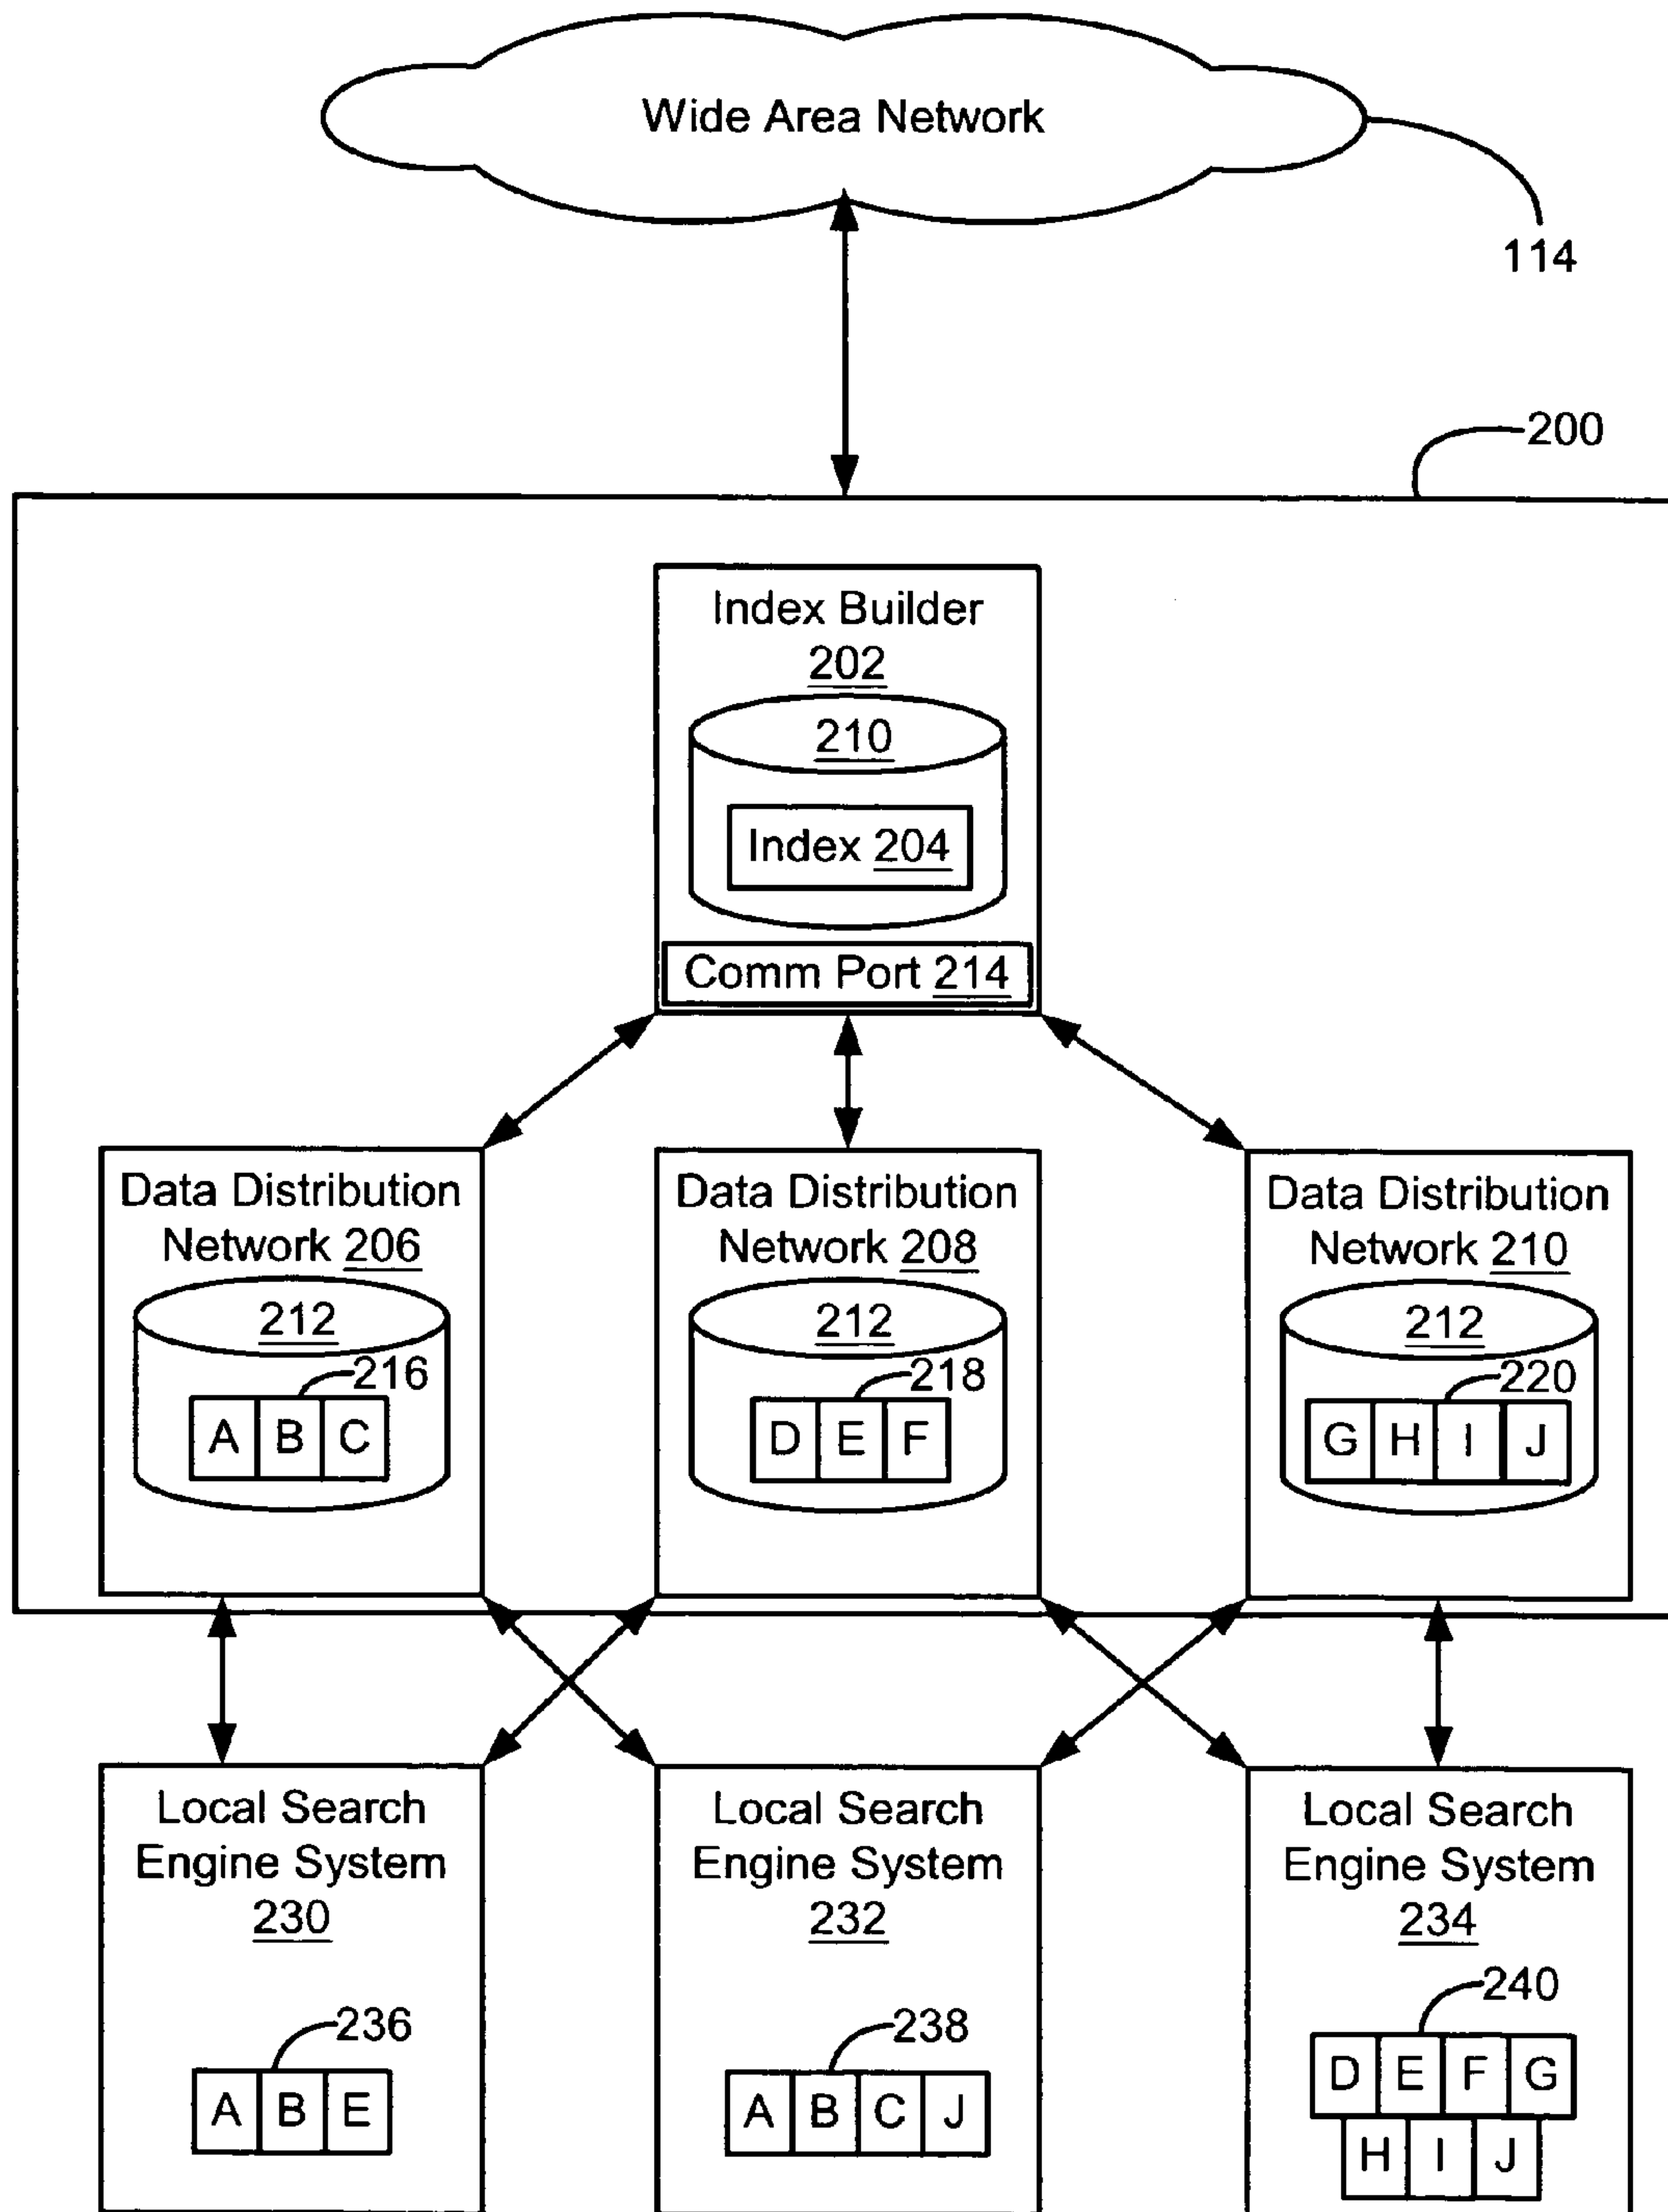 Wide Area Network
114
200
Index Builder
202
210
Index 204
Comm Port 214
Data Distribution
Network 206
212
216
A B C
Data Distribution
Network 208
212
218
D E F
Data Distribution
Network 210
212
220
G H I J
Local Search
Engine System
230
236
A B E
Local Search
Engine System
232
238
A B C J
Local Search
Engine System
234
240
D E F G
H I J